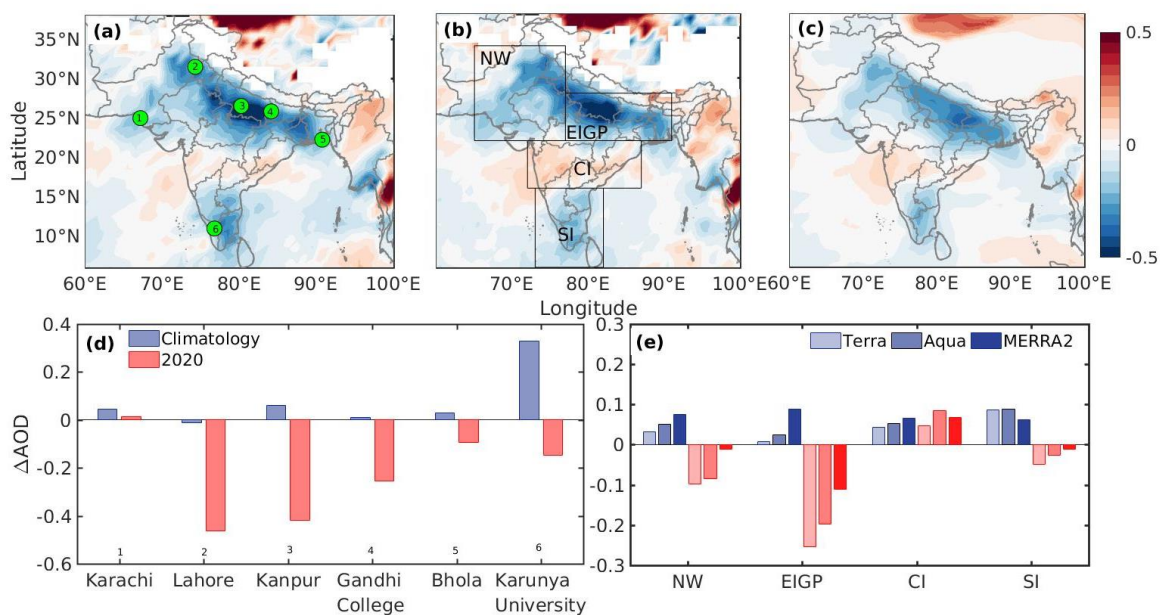 (a)
(b)
(c)
Latitude
35°N
30°N
25°N
20°N
15°N
10°N
1
2
3
4
5
6
NW
EIGP
CI
SI
0.5
0
-0.5
60°E 70°E 80°E 90°E 100°E
60°E 70°E 80°E 90°E 100°E
60°E 70°E 80°E 90°E 100°E
Longitude
(d)
Climatology
2020
ΔAOD
0.4
0.2
0
-0.2
-0.4
-0.6
1 2 3 4 5 6
Karachi Lahore Kanpur Gandhi Bhola Karunya
College University
(e)
Terra Aqua MERRA2
0.3
0.2
0.1
0
-0.1
-0.2
-0.3
NW EIGP CI SI